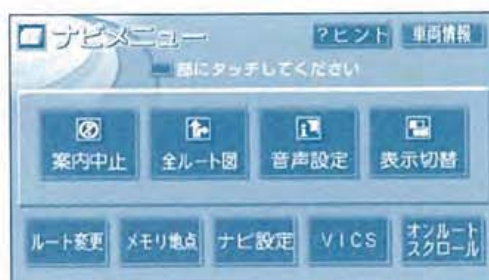 ナビメニュー ?ヒント 車両情報
部にタッチしてください
案内中止 全ルート図 音声設定 表示切替
ルート変更 メモリ地点 ナビ設定 VICS オンルート
スクロール